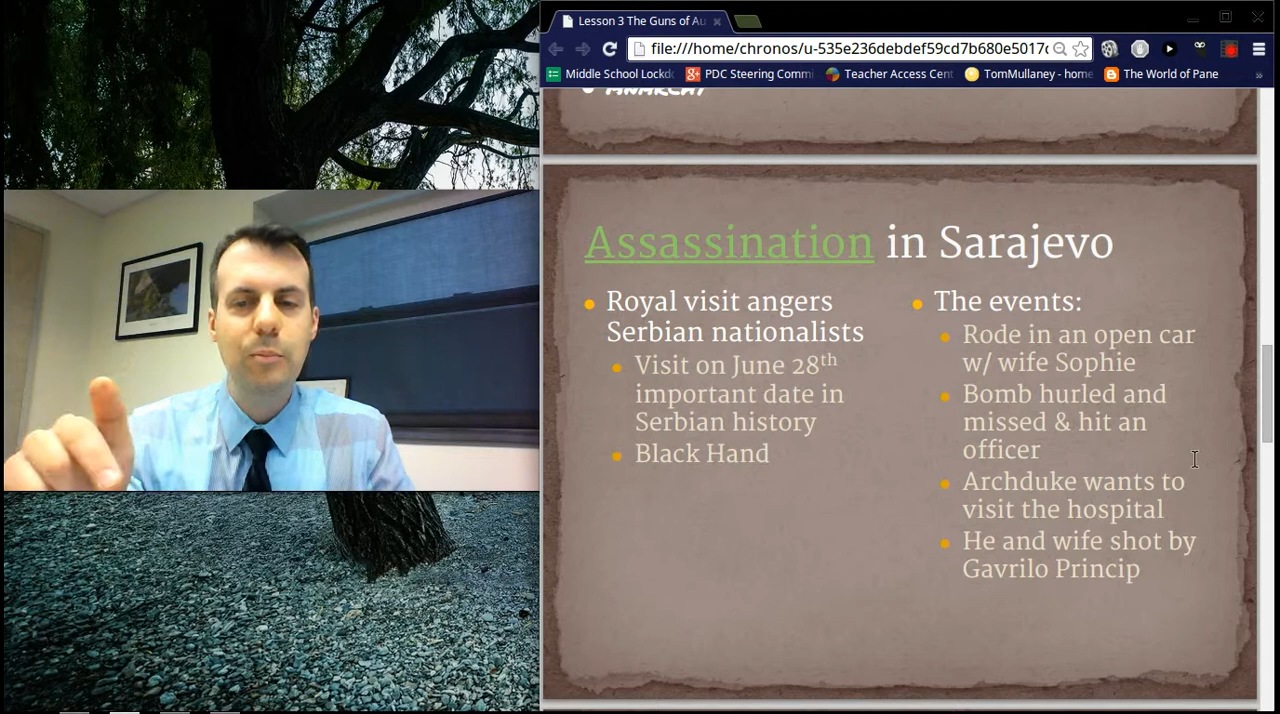 Lesson 3 The Guns of Au
file:///home/chronos/u-535e236debdef59cd7b680e5017c
Middle School Lockdo
PDC Steering Commi
Teacher Access Cent
TomMullaney - home
The World of Pane
»
ANARCHY
Assassination in Sarajevo
Royal visit angers
Serbian nationalists
Visit on June 28th
important date in
Serbian history
Black Hand
The events:
Rode in an open car
w/ wife Sophie
Bomb hurled and
missed & hit an
officer
Archduke wants to
visit the hospital
He and wife shot by
Gavrilo Princip